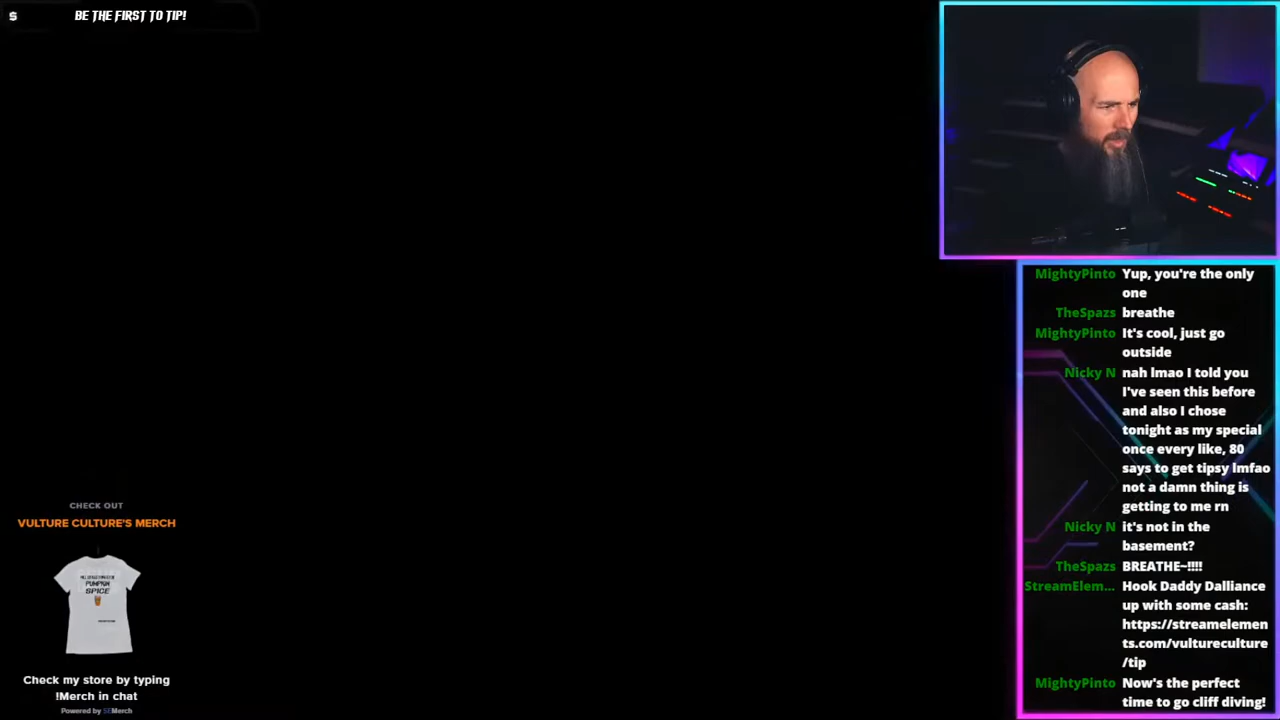 $
BE THE FIRST TO TIP!
MightyPinto Yup, you're the only
one
TheSpazs breathe
MightyPinto It's cool, just go
outside
Nicky N nah lmao I told you
I've seen this before
and also I chose
tonight as my special
once every like, 80
says to get tipsy lmfao
not a damn thing is
getting to me rn
Nicky N it's not in the
basement?
TheSpazs BREATHE~!!!!
StreamElem... Hook Daddy Dalliance
up with some cash:
https://streamelemen
ts.com/vultureculture
/tip
MightyPinto Now's the perfect
time to go cliff diving!
CHECK OUT
VULTURE CULTURE'S MERCH
PUMPKIN
SPICE
Check my store by typing
!Merch in chat
Powered by SEMerch